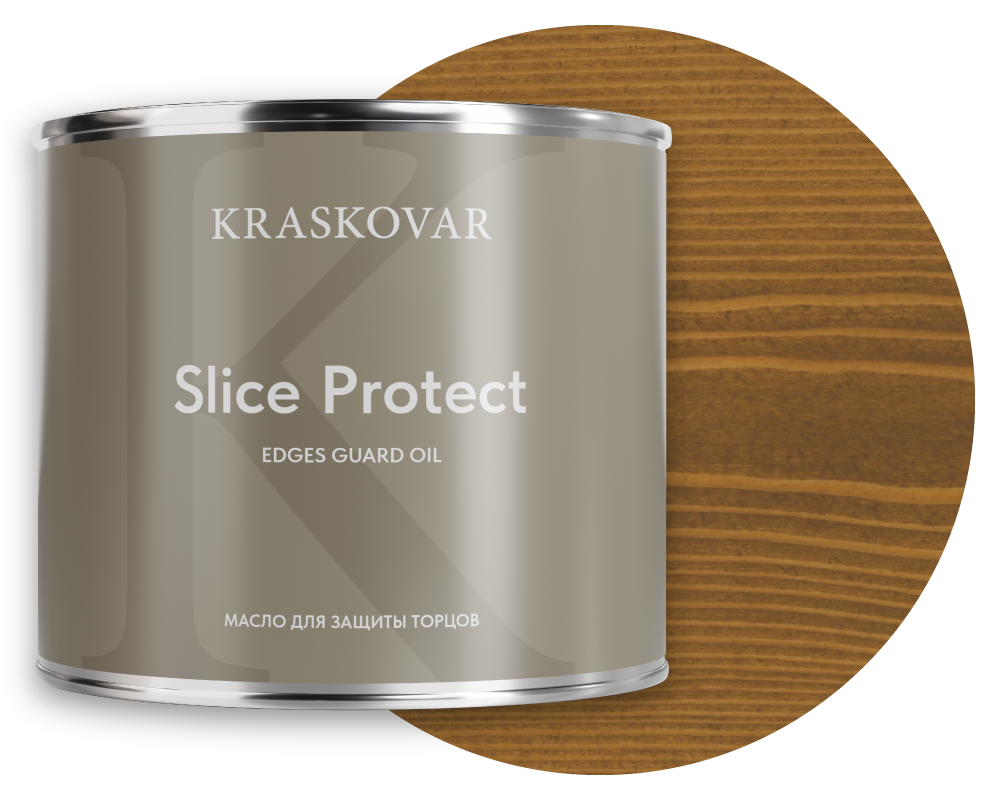 KRASKOVAR
Slice Protect
EDGES GUARD OIL
МАСЛО ДЛЯ ЗАЩИТЫ ТОРЦОВ